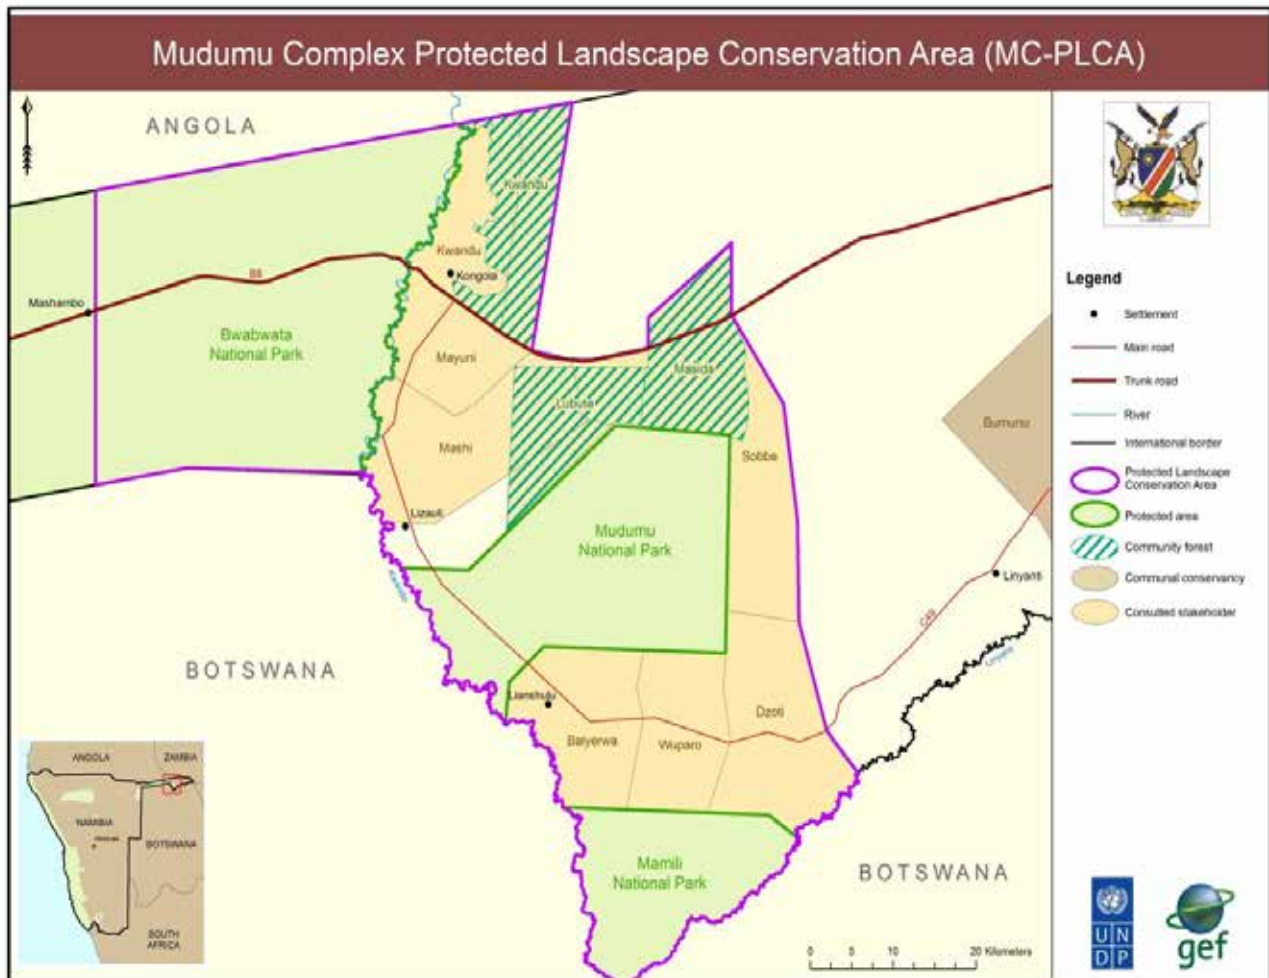 Mudumu Complex Protected Landscape Conservation Area (MC-PLCA)
ANGOLA
Kwandu
Kwandu
Kongola
B8
Mashambo
Bwabwata
National Park
Mayuni
Masida
Lubuta
Mashi
Sobbe
Lizauli
Mudumu
National Park
Kwando
BOTSWANA
Lianshulu
Balyerwa
Wuparo
Dzoti
C49
Linyanti
Linyanti
Bumunu
Mamili
National Park
BOTSWANA
0 5 10 20 Kilometers
Legend
Settlement
Main road
Trunk road
River
International border
Protected Landscape
Conservation Area
Protected area
Community forest
Communal conservancy
Consulted stakeholder
ANGOLA
ZAMBIA
NAMIBIA
BOTSWANA
SOUTH
AFRICA
U N
D P
gef